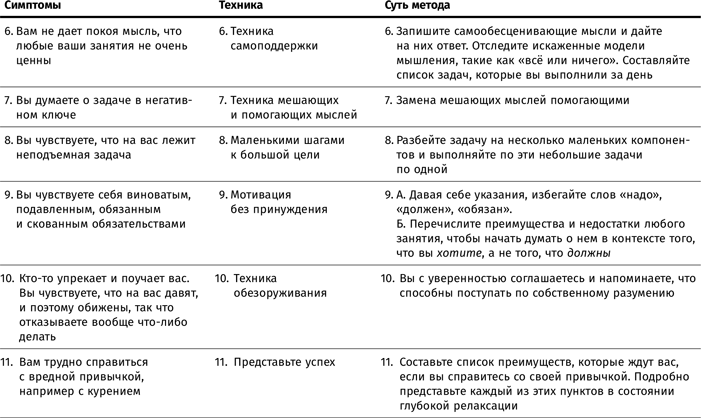 Симптомы
Техника
Суть метода
6. Вам не дает покоя мысль, что
любые ваши занятия не очень
ценны
6. Техника
самоподдержки
6. Запишите самообесценивающие мысли и дайте
на них ответ. Отследите искаженные модели
мышления, такие как «всё или ничего». Составляйте
список задач, которые вы выполнили за день
7. Вы думаете о задаче в негатив-
ном ключе
7. Техника мешающих
и помогающих мыслей
7. Замена мешающих мыслей помогающими
8. Вы чувствуете, что на вас лежит
неподъемная задача
8. Маленькими шагами
к большой цели
8. Разбейте задачу на несколько маленьких компонен-
тов и выполняйте по эти небольшие задачи
по одной
9. Вы чувствуете себя виноватым,
подавленным, обязанным
и скованным обязательствами
9. Мотивация
без принуждения
9. А. Давая себе указания, избегайте слов «надо»,
«должен», «обязан».
Б. Перечислите преимущества и недостатки любого
занятия, чтобы начать думать о нем в контексте того,
что вы хотите, а не того, что должны
10. Кто-то упрекает и поучает вас.
Вы чувствуете, что на вас давят,
и поэтому обижены, так что
отказываете вообще что-либо
делать
10. Техника
обезоруживания
10. Вы с уверенностью соглашаетесь и напоминаете, что
способны поступать по собственному разумению
11. Вам трудно справиться
с вредной привычкой,
например с курением
11. Представьте успех
11. Составьте список преимуществ, которые ждут вас,
если вы справитесь со своей привычкой. Подробно
представьте каждый из этих пунктов в состоянии
глубокой релаксации